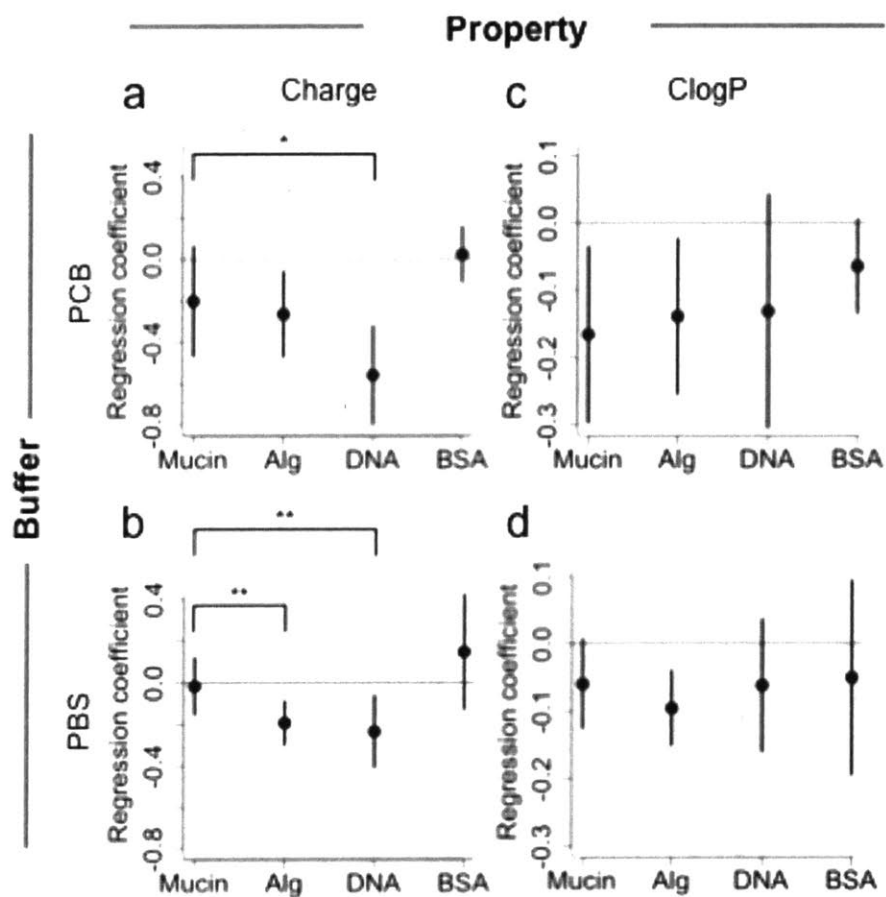 Property
Buffer
a
Charge
c
ClogP
PCB
Regression coefficient
0.4
0.0
-0.4
-0.8
*
Mucin Alg DNA BSA
Regression coefficient
0.1
0.0
-0.1
-0.2
-0.3
Mucin Alg DNA BSA
b
d
PBS
Regression coefficient
0.4
0.0
-0.4
-0.8
**
**
Mucin Alg DNA BSA
Regression coefficient
0.1
0.0
-0.1
-0.2
-0.3
Mucin Alg DNA BSA